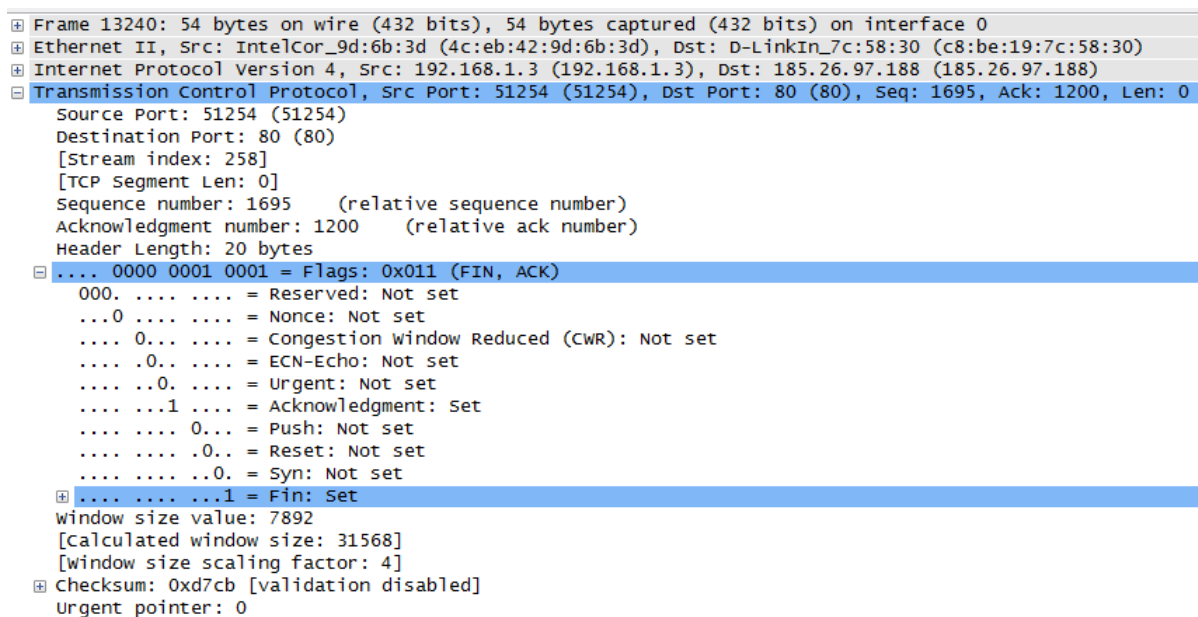 Frame 13240: 54 bytes on wire (432 bits), 54 bytes captured (432 bits) on interface 0
Ethernet II, Src: IntelCor_9d:6b:3d (4c:eb:42:9d:6b:3d), Dst: D-LinkIn_7c:58:30 (c8:be:19:7c:58:30)
Internet Protocol Version 4, Src: 192.168.1.3 (192.168.1.3), Dst: 185.26.97.188 (185.26.97.188)
Transmission Control Protocol, Src Port: 51254 (51254), Dst Port: 80 (80), Seq: 1695, Ack: 1200, Len: 0
Source Port: 51254 (51254)
Destination Port: 80 (80)
[Stream index: 258]
[TCP Segment Len: 0]
Sequence number: 1695    (relative sequence number)
Acknowledgment number: 1200    (relative ack number)
Header Length: 20 bytes
.... 0000 0001 0001 = Flags: 0x011 (FIN, ACK)
000. .... .... = Reserved: Not set
...0 .... .... = Nonce: Not set
.... 0... .... = Congestion Window Reduced (CWR): Not set
.... .0.. .... = ECN-Echo: Not set
.... ..0. .... = Urgent: Not set
.... ...1 .... = Acknowledgment: Set
.... .... 0... = Push: Not set
.... .... .0.. = Reset: Not set
.... .... ..0. = Syn: Not set
.... .... ...1 = Fin: Set
Window size value: 7892
[Calculated window size: 31568]
[Window size scaling factor: 4]
Checksum: 0xd7cb [validation disabled]
Urgent pointer: 0